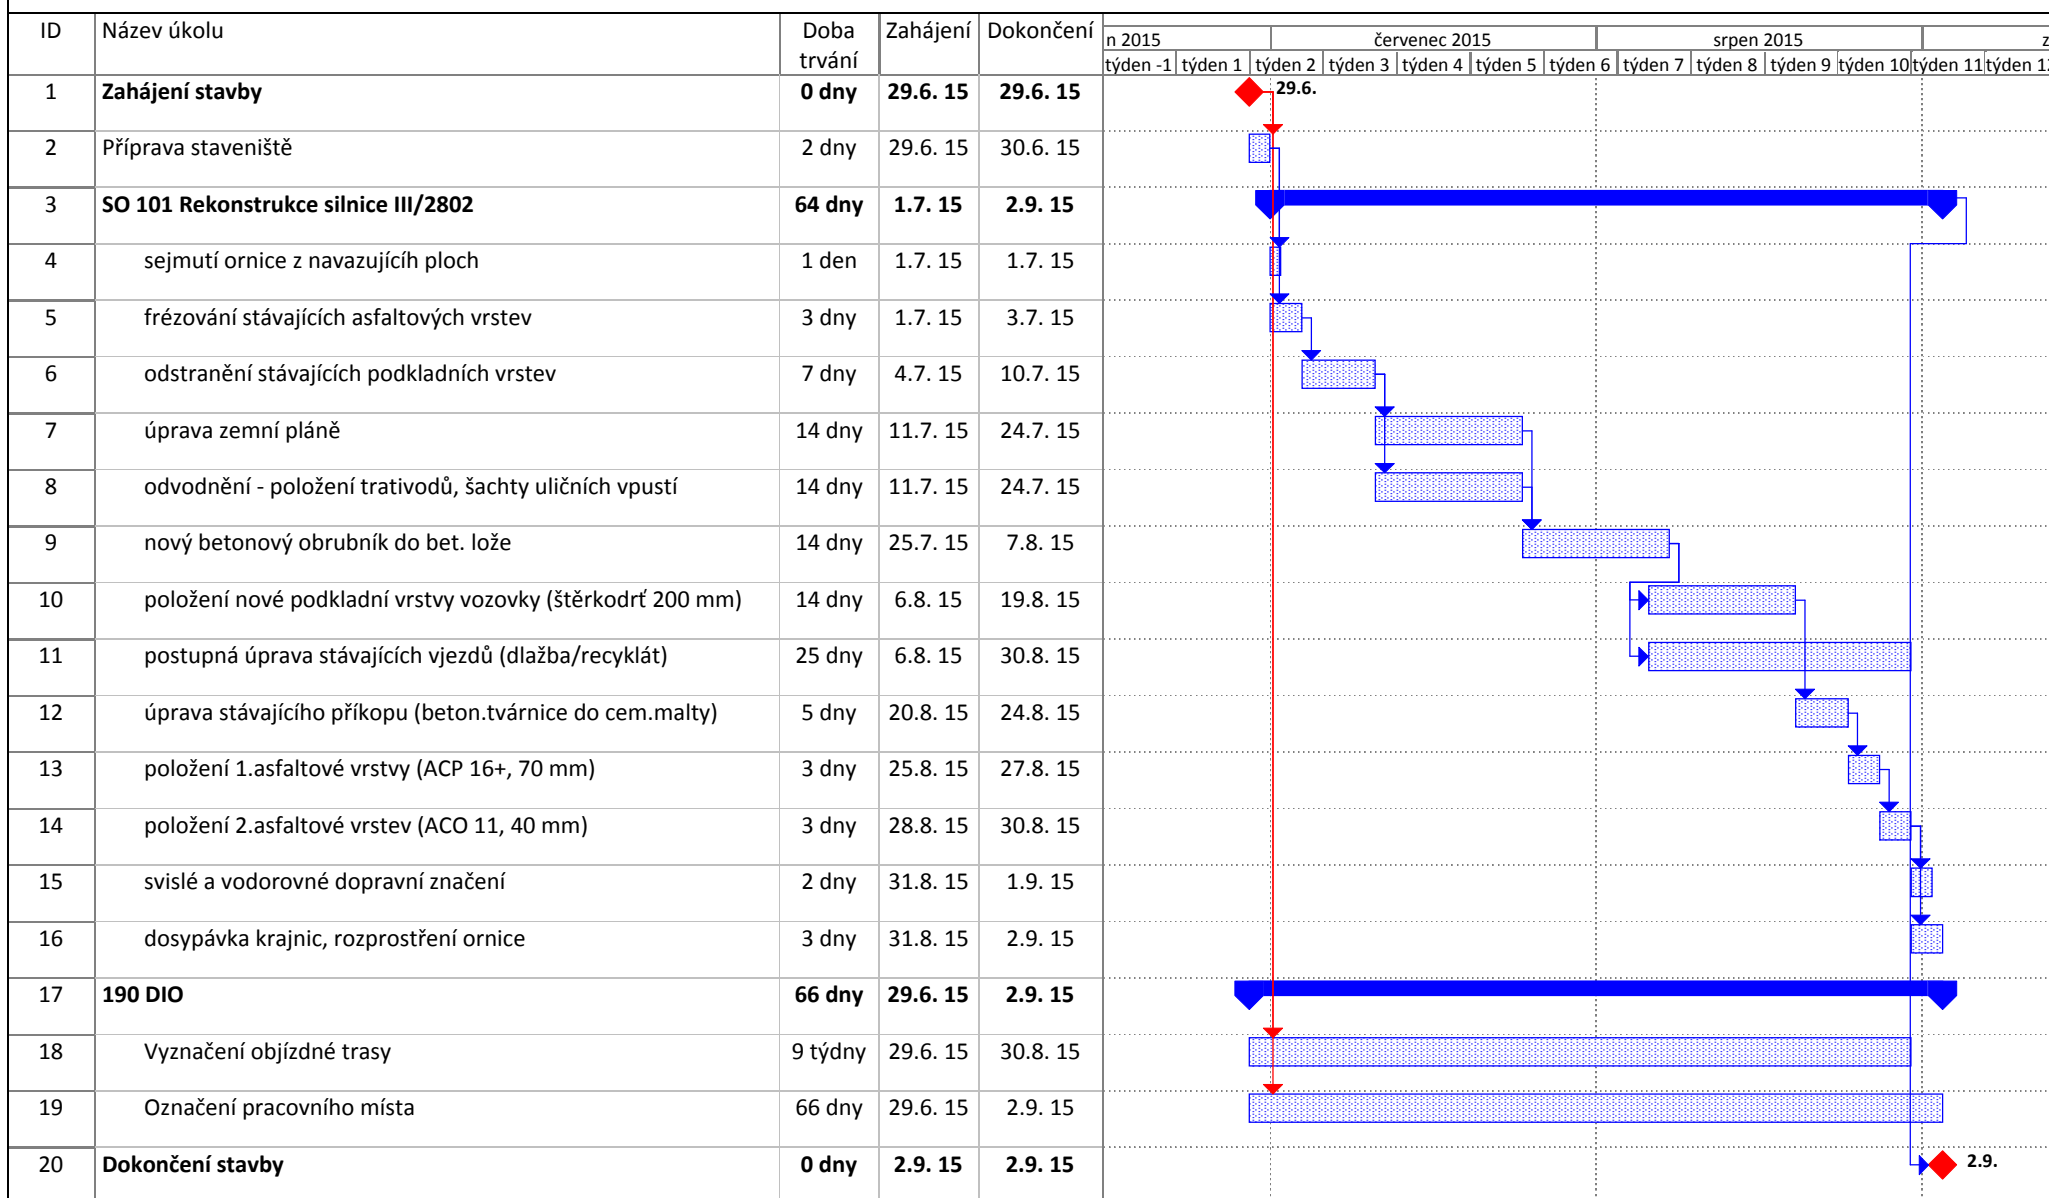 ID Název úkolu Doba trvání Zahájení Dokončení
n 2015 červenec 2015 srpen 2015 z
týden -1 týden 1 týden 2 týden 3 týden 4 týden 5 týden 6 týden 7 týden 8 týden 9 týden 10 týden 11 týden 12
1 Zahájení stavby 0 dny 29.6. 15 29.6. 15 29.6.
2 Příprava staveniště 2 dny 29.6. 15 30.6. 15
3 SO 101 Rekonstrukce silnice III/2802 64 dny 1.7. 15 2.9. 15
4 sejmutí ornice z navazujícíh ploch 1 den 1.7. 15 1.7. 15
5 frézování stávajících asfaltových vrstev 3 dny 1.7. 15 3.7. 15
6 odstranění stávajících podkladních vrstev 7 dny 4.7. 15 10.7. 15
7 úprava zemní pláně 14 dny 11.7. 15 24.7. 15
8 odvodnění - položení trativodů, šachty uličních vpustí 14 dny 11.7. 15 24.7. 15
9 nový betonový obrubník do bet. lože 14 dny 25.7. 15 7.8. 15
10 položení nové podkladní vrstvy vozovky (štěrkodrť 200 mm) 14 dny 6.8. 15 19.8. 15
11 postupná úprava stávajících vjezdů (dlažba/recyklát) 25 dny 6.8. 15 30.8. 15
12 úprava stávajícího příkopu (beton.tvárnice do cem.malty) 5 dny 20.8. 15 24.8. 15
13 položení 1.asfaltové vrstvy (ACP 16+, 70 mm) 3 dny 25.8. 15 27.8. 15
14 položení 2.asfaltové vrstev (ACO 11, 40 mm) 3 dny 28.8. 15 30.8. 15
15 svislé a vodorovné dopravní značení 2 dny 31.8. 15 1.9. 15
16 dosypávka krajnic, rozprostření ornice 3 dny 31.8. 15 2.9. 15
17 190 DIO 66 dny 29.6. 15 2.9. 15
18 Vyznačení objízdné trasy 9 týdny 29.6. 15 30.8. 15
19 Označení pracovního místa 66 dny 29.6. 15 2.9. 15
20 Dokončení stavby 0 dny 2.9. 15 2.9. 15 2.9.